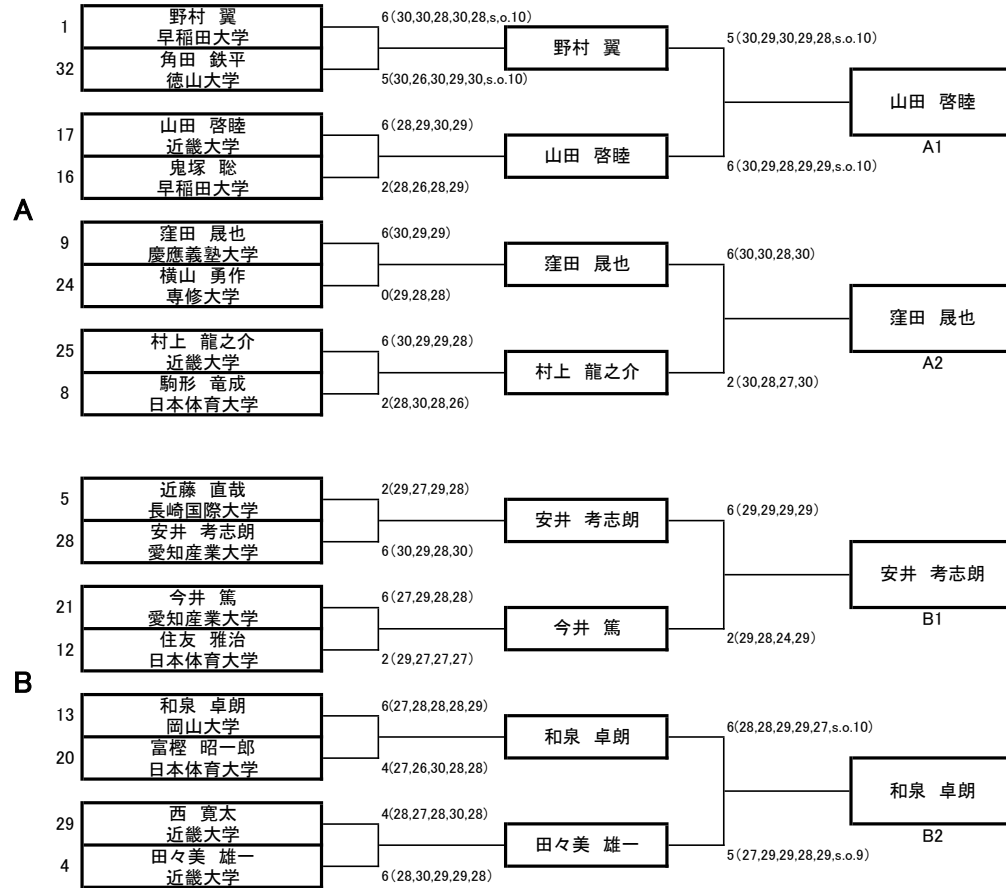 A
1
野村 翼
早稲田大学
32
角田 鉄平
徳山大学
6(30,30,28,30,28,s,o.10)
5(30,26,30,29,30,s.o.10)
野村 翼
17
山田 啓睦
近畿大学
16
鬼塚 聡
早稲田大学
6(28,29,30,29)
2(28,26,28,29)
山田 啓睦
5(30,29,30,29,28,s.o.10)
6(30,29,28,29,29,s.o.10)
山田 啓睦
A1
9
窪田 晟也
慶應義塾大学
24
横山 勇作
専修大学
6(30,29,29)
0(29,28,28)
窪田 晟也
25
村上 龍之介
近畿大学
8
駒形 竜成
日本体育大学
6(30,29,29,28)
2(28,30,28,26)
村上 龍之介
6(30,30,28,30)
2(30,28,27,30)
窪田 晟也
A2
B
5
近藤 直哉
長崎国際大学
28
安井 考志朗
愛知産業大学
2(29,27,29,28)
6(30,29,28,30)
安井 考志朗
21
今井 篤
愛知産業大学
12
住友 雅治
日本体育大学
6(27,29,28,28)
2(29,27,27,27)
今井 篤
6(29,29,29,29)
2(29,28,24,29)
安井 考志朗
B1
13
和泉 卓朗
岡山大学
20
富樫 昭一郎
日本体育大学
6(27,28,28,28,29)
4(27,26,30,28,28)
和泉 卓朗
29
西 寛太
近畿大学
4
田々美 雄一
近畿大学
4(28,27,28,30,28)
6(28,30,29,29,28)
田々美 雄一
6(28,28,29,29,27,s.o.10)
5(27,29,29,28,29,s.o.9)
和泉 卓朗
B2